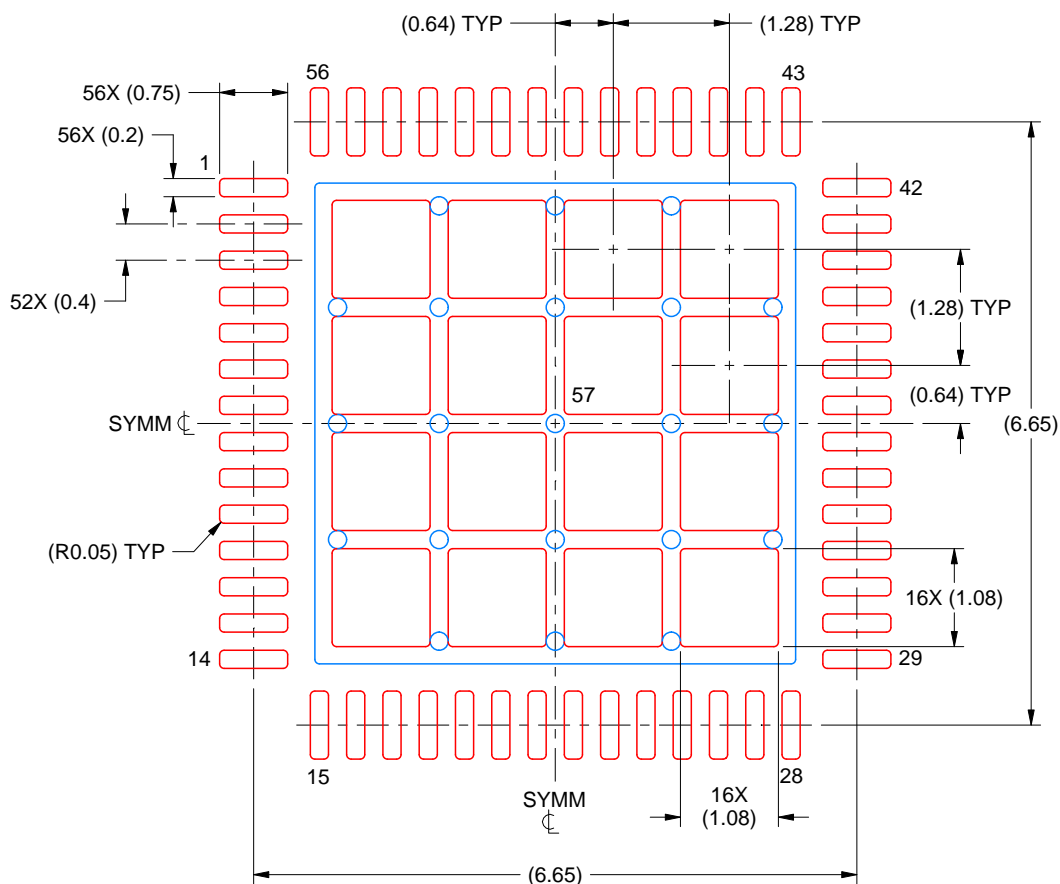 (0.64) TYP
(1.28) TYP
56X (0.75)
56
43
56X (0.2)
1
42
52X (0.4)
(1.28) TYP
57
(0.64) TYP
SYMM ℄
(6.65)
(R0.05) TYP
16X (1.08)
14
29
15
28
SYMM
℄
16X
(1.08)
(6.65)